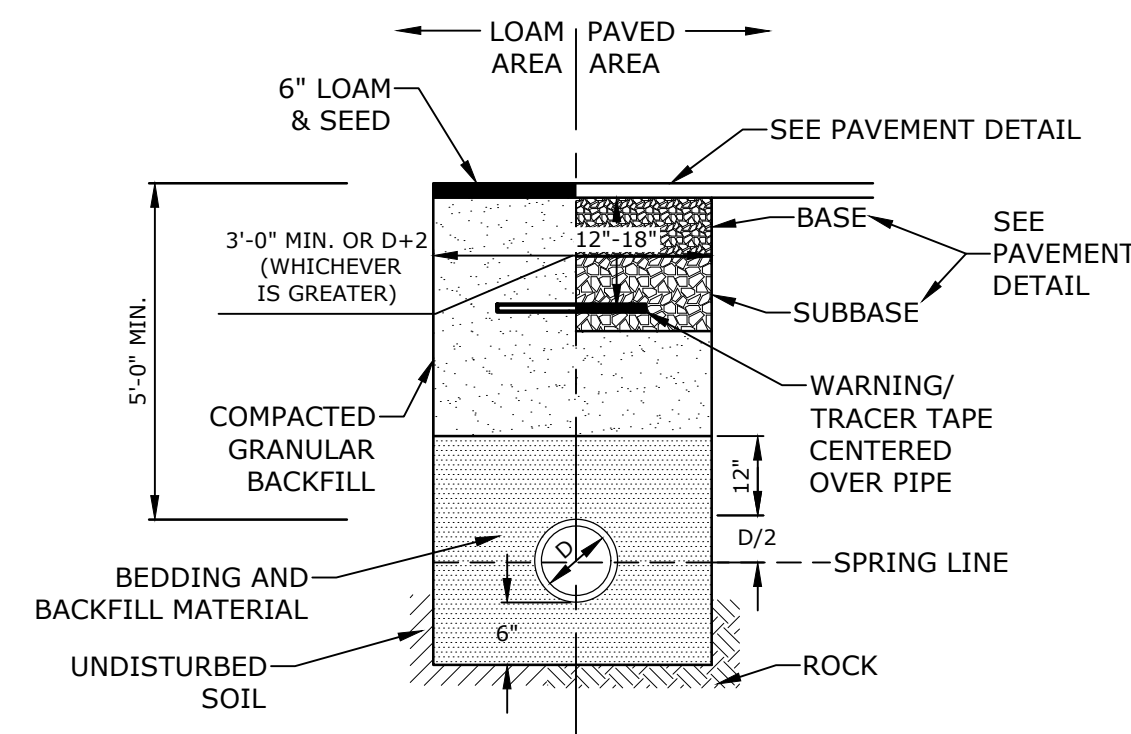 LOAM
AREA
PAVED
AREA
6" LOAM
& SEED
SEE PAVEMENT DETAIL
BASE
SEE
PAVEMENT
DETAIL
3'-0" MIN. OR D+2
(WHICHEVER
IS GREATER)
12"-18"
SUBBASE
5'-0" MIN.
WARNING/
TRACER TAPE
CENTERED
OVER PIPE
COMPACTED
GRANULAR
BACKFILL
12"
D/2
D
SPRING LINE
BEDDING AND
BACKFILL MATERIAL
6"
UNDISTURBED
SOIL
ROCK